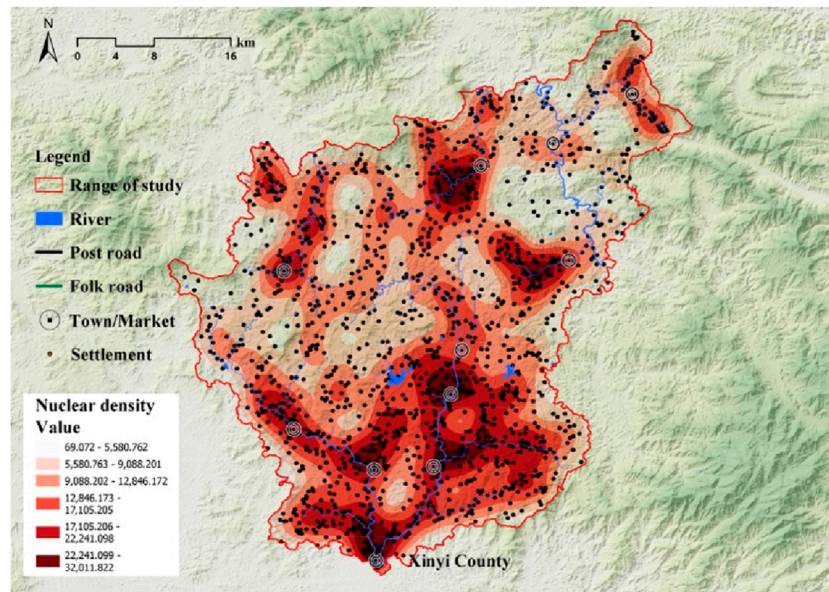 N
km
0 4 8 16
Legend
Range of study
River
Post road
Folk road
Town/Market
Settlement
Nuclear density
Value
69.072 - 5,580.762
5,580.763 - 9,088.201
9,088.202 - 12,846.172
12,846.173 -
17,105.205
17,105.206 -
22,241.098
22,241.099 -
32,011.822
Xinyi County